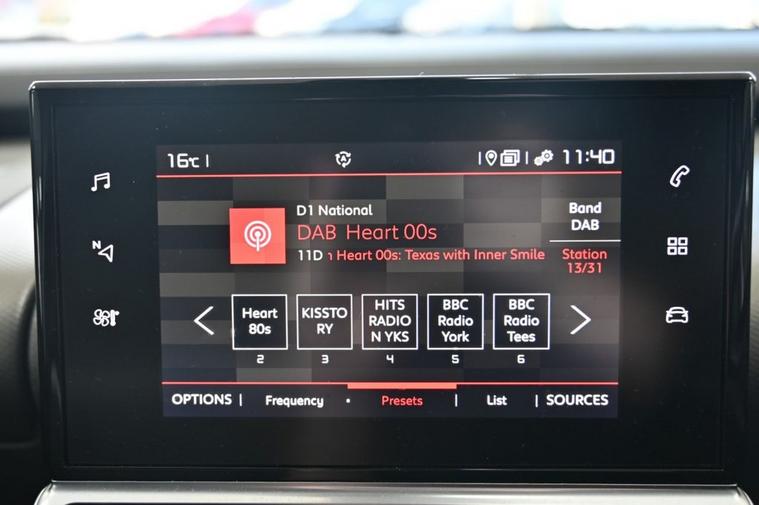 16°C
11:40
D1 National
DAB Heart 00s
11D n Heart 00s: Texas with Inner Smile
Band
DAB
Station
13/31
Heart
80s
KISSTO
RY
HITS
RADIO
N YKS
BBC
Radio
York
BBC
Radio
Tees
2 3 4 5 6
OPTIONS | Frequency • Presets | List | SOURCES
N
A